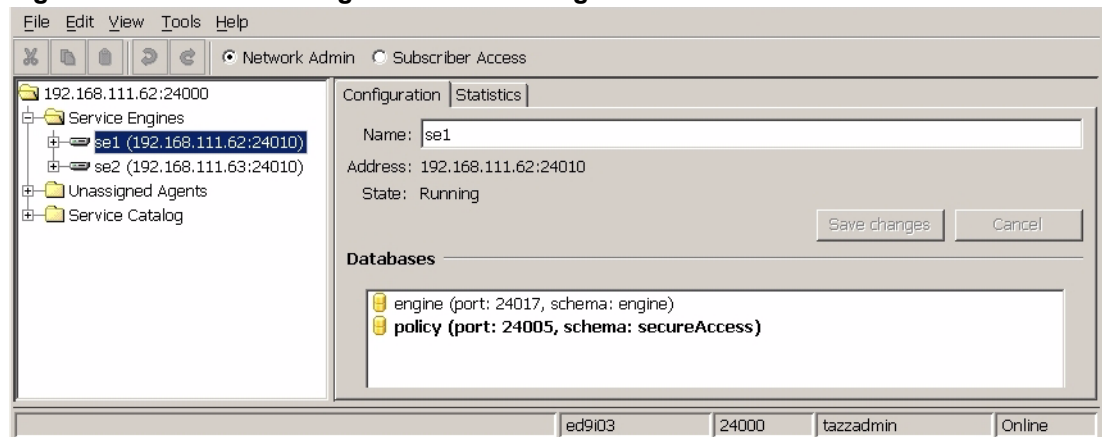 File Edit View Tools Help
Network Admin Subscriber Access
192.168.111.62:24000
Service Engines
se1 (192.168.111.62:24010)
se2 (192.168.111.63:24010)
Unassigned Agents
Service Catalog
Configuration Statistics
Name: se1
Address: 192.168.111.62:24010
State: Running
Save changes Cancel
Databases
engine (port: 24017, schema: engine)
policy (port: 24005, schema: secureAccess)
ed9i03 24000 tazzadmin Online